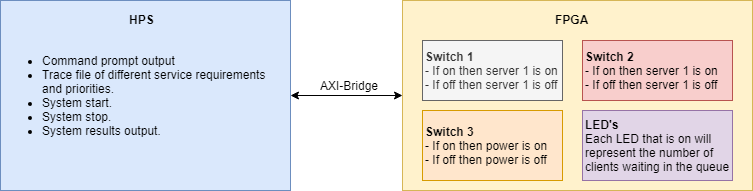 HPS
• Command prompt output
• Trace file of different service requirements
and priorities.
• System start.
• System stop.
• System results output.
AXI-Bridge
FPGA
Switch 1
- If on then server 1 is on
- If off then server 1 is off
Switch 2
- If on then server 1 is on
- If off then server 1 is off
Switch 3
- If on then power is on
- If off then power is off
LED's
Each LED that is on will
represent the number of
clients waiting in the queue